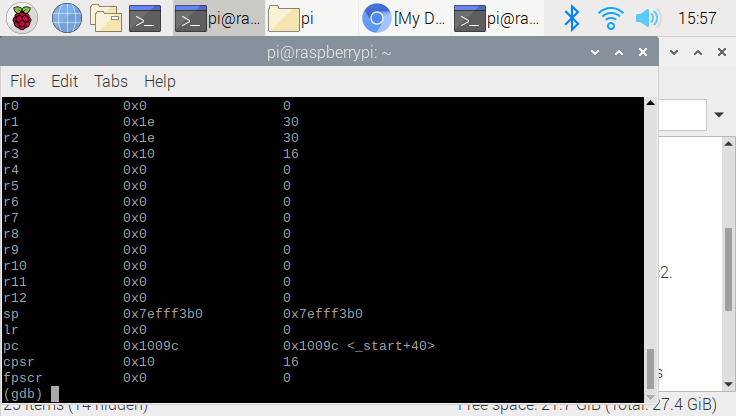 pi@ra... pi [My D... pi@ra... 15:57
pi@raspberrypi: ~
File Edit Tabs Help
r0 0x0 0
r1 0x1e 30
r2 0x1e 30
r3 0x10 16
r4 0x0 0
r5 0x0 0
r6 0x0 0
r7 0x0 0
r8 0x0 0
r9 0x0 0
r10 0x0 0
r11 0x0 0
r12 0x0 0
sp 0x7efff3b0 0x7efff3b0
lr 0x0 0
pc 0x1009c 0x1009c <_start+40>
cpsr 0x10 16
fpscr 0x0 0
(gdb)
2.
s
25 items (14 hidden) Free space: 21.7 GiB (Total: 27.4 GiB)